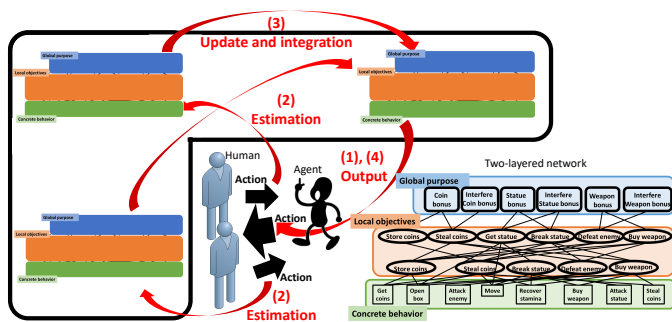 (3)
Update and integration
Global purpose
Local objectives
Concrete behavior
Global purpose
Local objectives
Concrete behavior
(2)
Estimation
Human
Agent
Action
Action
Action
(1), (4)
Output
Global purpose
Local objectives
Concrete behavior
(2)
Estimation
Two-layered network
Global purpose
Coin
bonus
Interfere
Coin bonus
Statue
bonus
Interfere
Statue bonus
Weapon
bonus
Interfere
Weapon bonus
Local objectives
Store coins
Steal coins
Get statue
Break statue
Defeat enemy
Buy weapon
Store coins
Steal coins
Break statue
Defeat enemy
Buy weapon
Get
coins
Open
box
Attack
enemy
Move
Recover
stamina
Buy
weapon
Attack
statue
Steal
coins
Concrete behavior